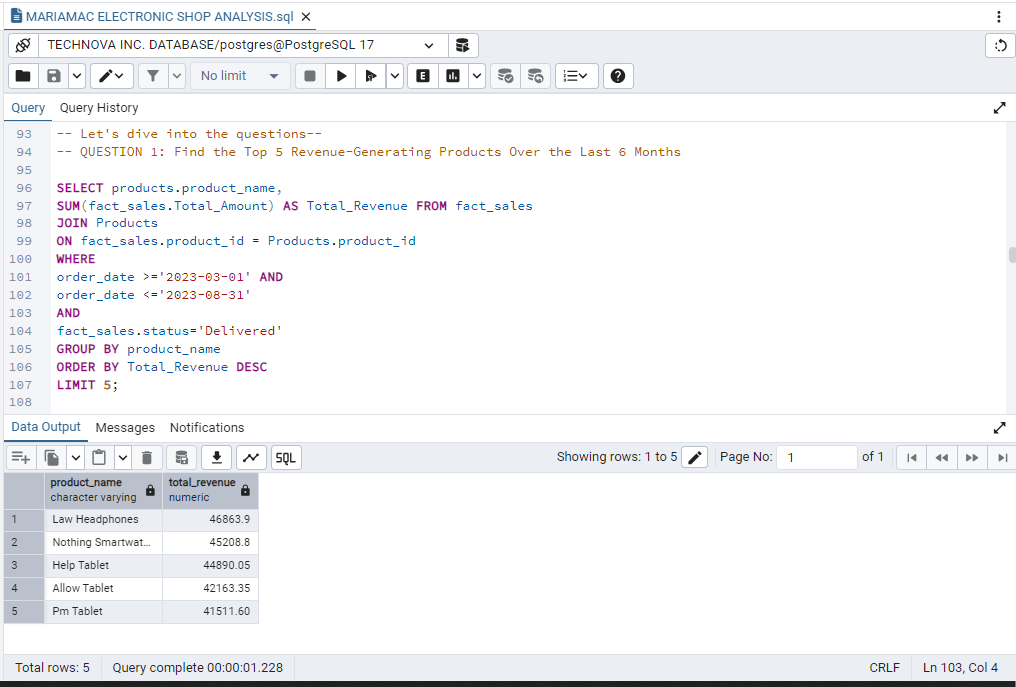 MARIAMAC ELECTRONIC SHOP ANALYSIS.sql
TECHNOVA INC. DATABASE/postgres@PostgreSQL 17
No limit
E
Query Query History
93 -- Let's dive into the questions--
94 -- QUESTION 1: Find the Top 5 Revenue-Generating Products Over the Last 6 Months
95
96 SELECT products.product_name,
97 SUM(fact_sales.Total_Amount) AS Total_Revenue FROM fact_sales
98 JOIN Products
99 ON fact_sales.product_id = Products.product_id
100 WHERE
101 order_date >='2023-03-01' AND
102 order_date <='2023-08-31'
103 AND
104 fact_sales.status='Delivered'
105 GROUP BY product_name
106 ORDER BY Total_Revenue DESC
107 LIMIT 5;
108
Data Output Messages Notifications
SQL Showing rows: 1 to 5 Page No: 1 of 1
product_name total_revenue
character varying numeric
1 Law Headphones 46863.9
2 Nothing Smartwat... 45208.8
3 Help Tablet 44890.05
4 Allow Tablet 42163.35
5 Pm Tablet 41511.60
Total rows: 5 Query complete 00:00:01.228 CRLF Ln 103, Col 4